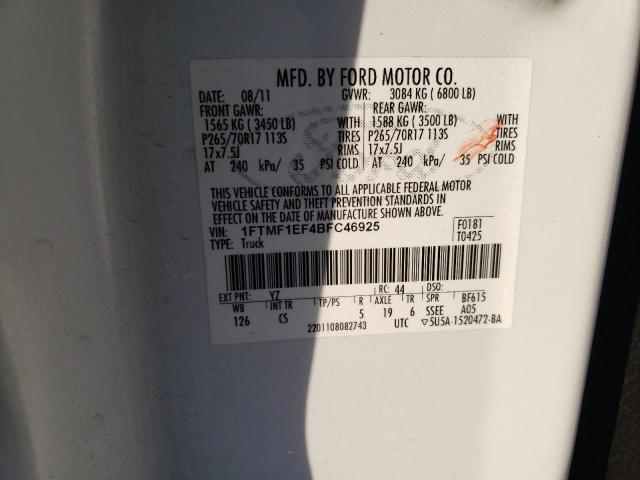 MFD. BY FORD MOTOR CO.
DATE: 08/11 GVWR: 3084 KG ( 6800 LB)
FRONT GAWR: REAR GAWR:
1565 KG ( 3450 LB) WITH 1588 KG ( 3500 LB) WITH
P265/70R17 113S TIRES P265/70R17 113S TIRES
17x7.5J RIMS 17x7.5J RIMS
AT 240 kPa/ 35 PSI COLD AT 240 kPa/ 35 PSI COLD
THIS VEHICLE CONFORMS TO ALL APPLICABLE FEDERAL MOTOR
VEHICLE SAFETY AND THEFT PREVENTION STANDARDS IN
EFFECT ON THE DATE OF MANUFACTURE SHOWN ABOVE.
VIN: 1FTMF1EF4BFC46925 F0181
TYPE: Truck T0425
EXT PNT: YZ RC: 44 DSO:
WB INT TR TP/PS R AXLE TR SPR BF615
126 CS 5 19 6 SSEE A05
2201108082743 UTC ▽5U5A-1520472-BA